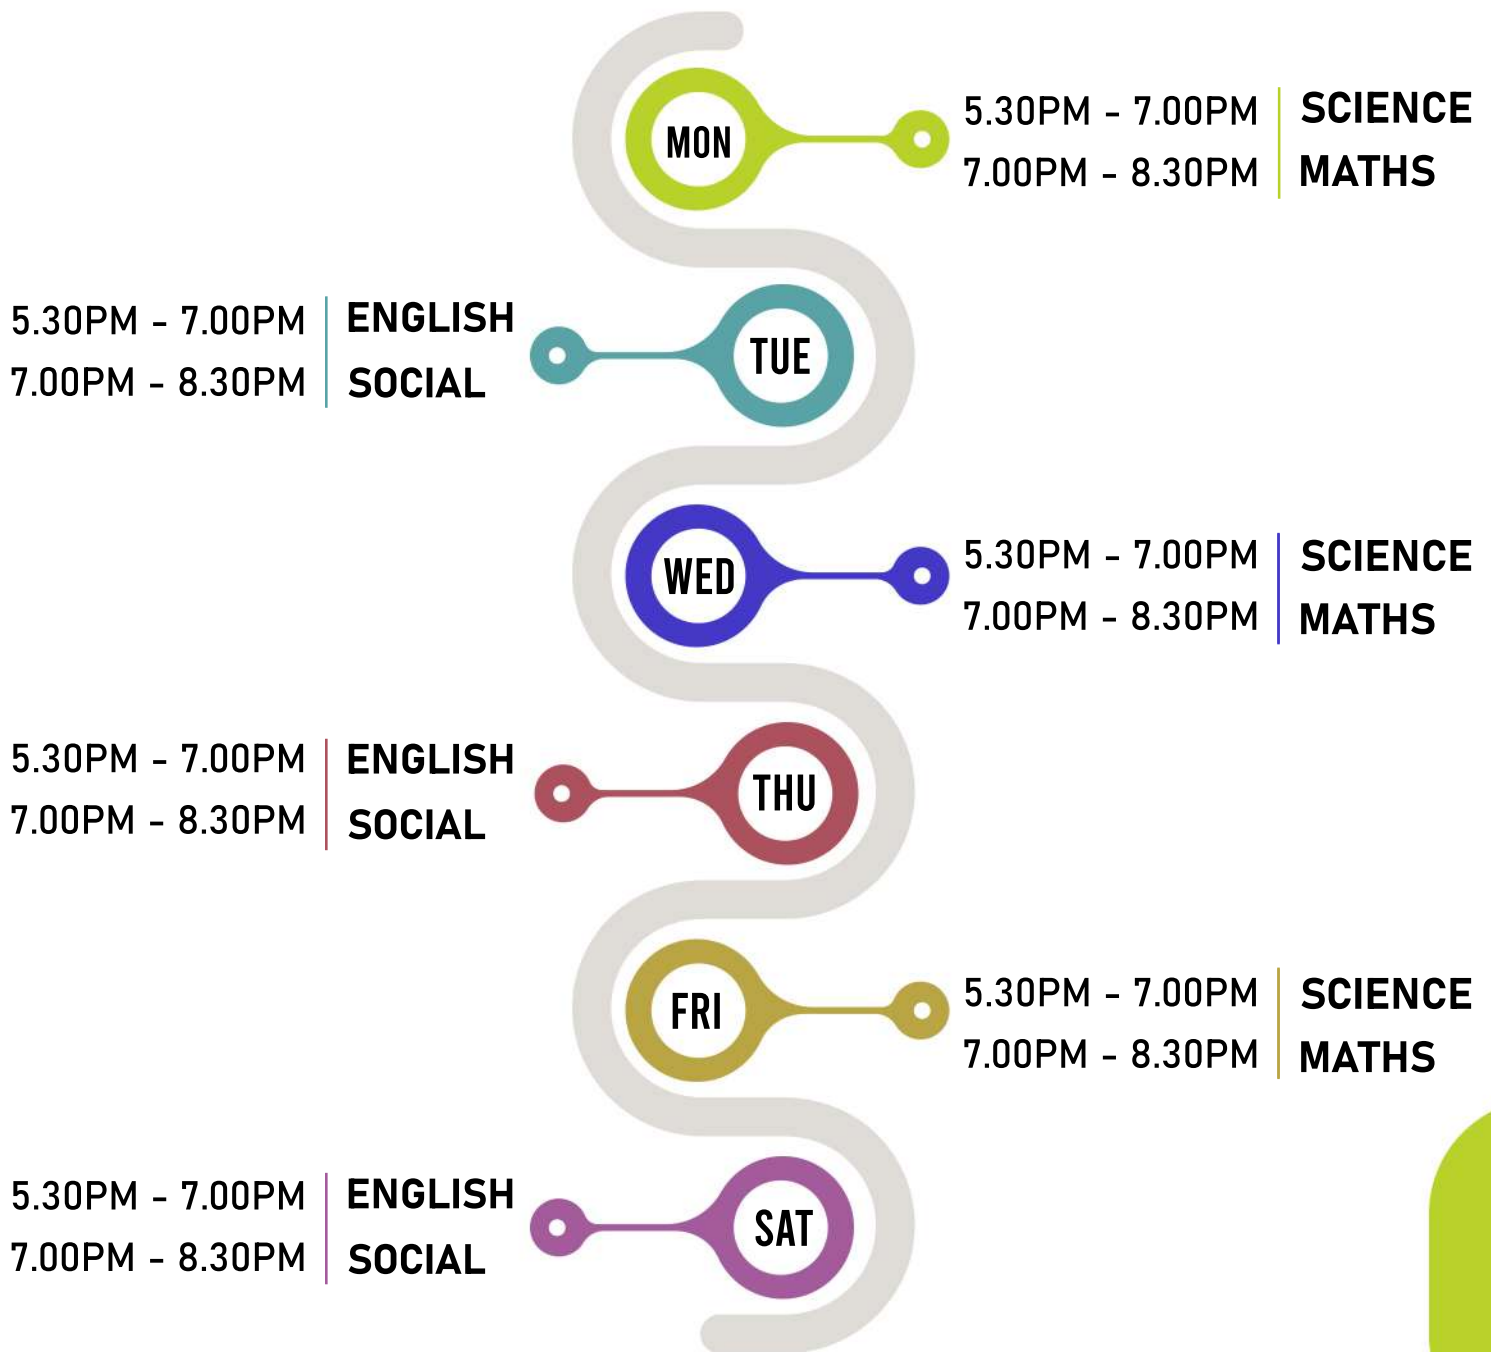 MON
5.30PM - 7.00PM SCIENCE
7.00PM - 8.30PM MATHS
TUE
5.30PM - 7.00PM ENGLISH
7.00PM - 8.30PM SOCIAL
WED
5.30PM - 7.00PM SCIENCE
7.00PM - 8.30PM MATHS
THU
5.30PM - 7.00PM ENGLISH
7.00PM - 8.30PM SOCIAL
FRI
5.30PM - 7.00PM SCIENCE
7.00PM - 8.30PM MATHS
SAT
5.30PM - 7.00PM ENGLISH
7.00PM - 8.30PM SOCIAL